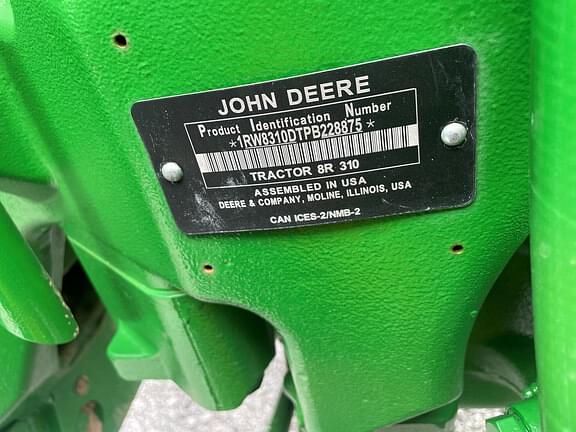 JOHN DEERE
Product Identification Number
*1RW8310DTPB228875*
TRACTOR 8R 310
ASSEMBLED IN USA
DEERE & COMPANY, MOLINE, ILLINOIS, USA
CAN ICES-2/NMB-2